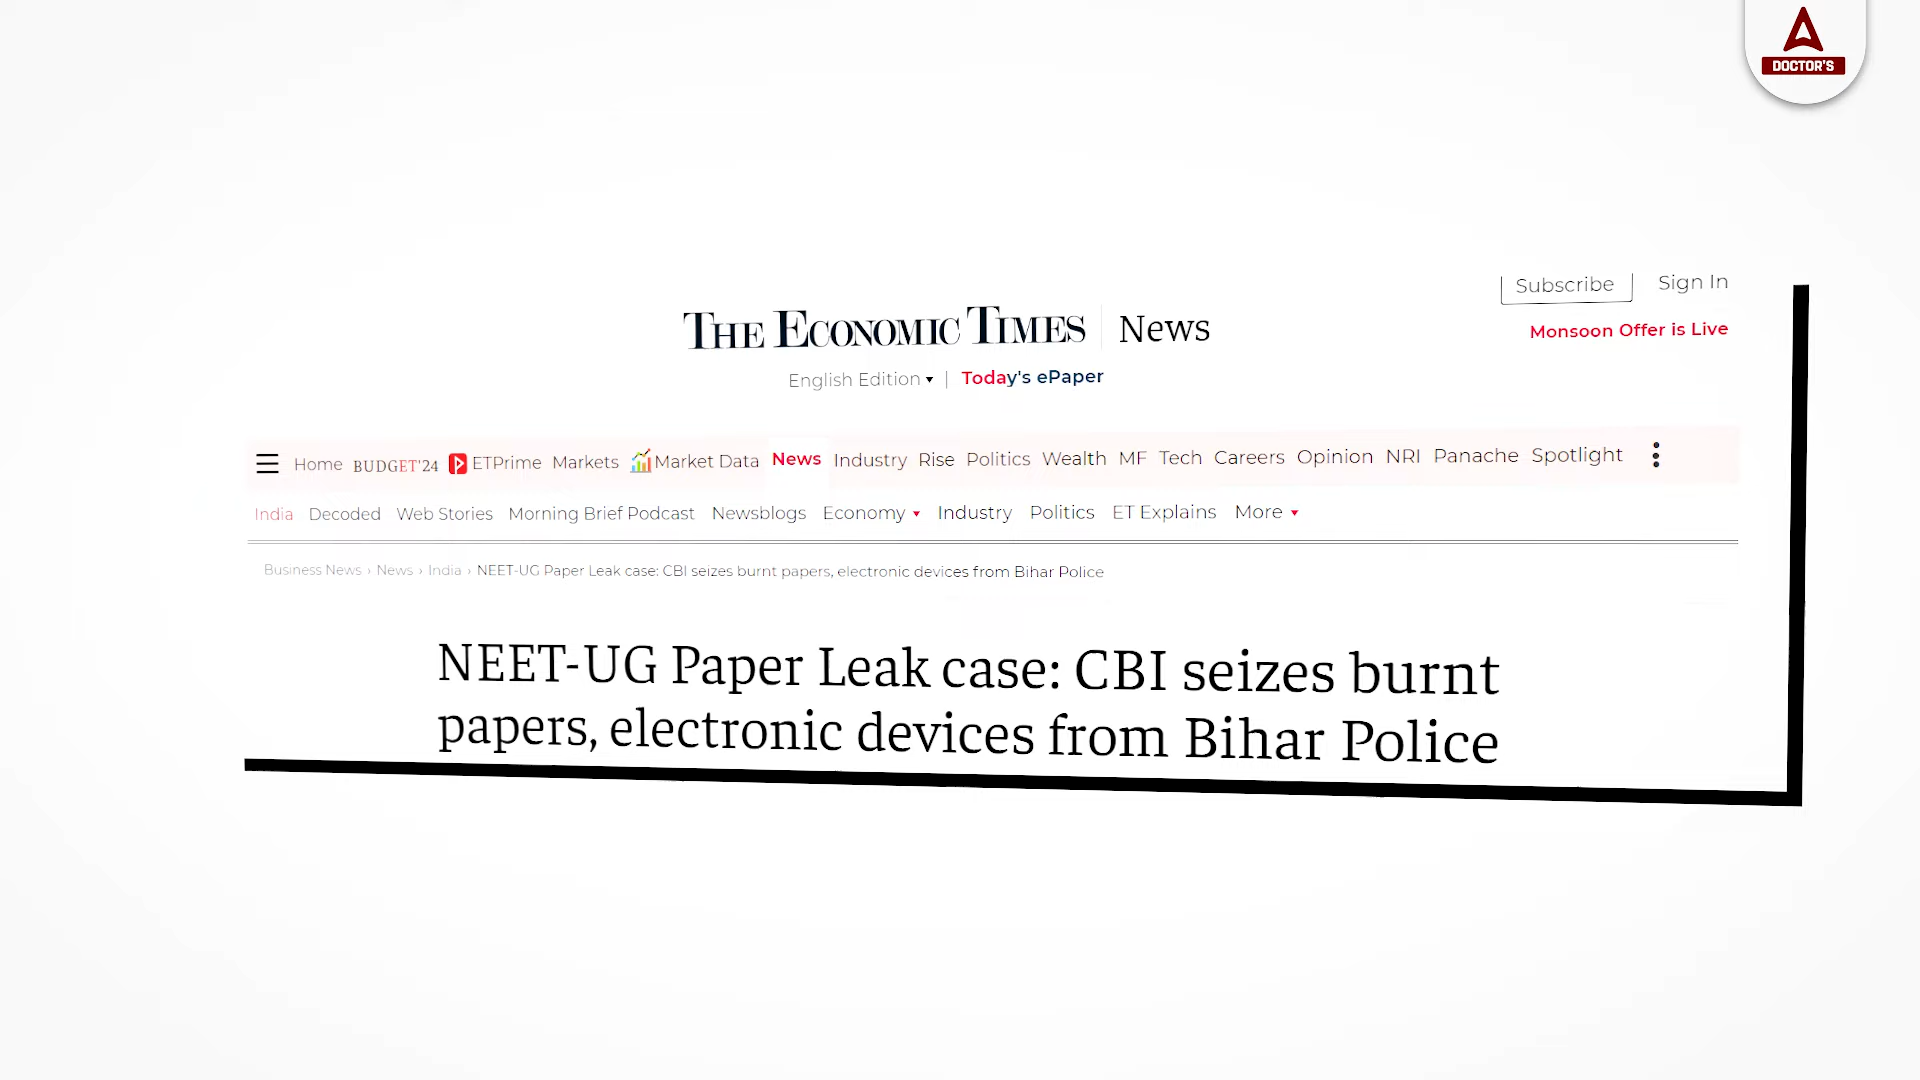 A
DOCTOR'S
Subscribe Sign In
THE ECONOMIC TIMES News
Monsoon Offer is Live
English Edition | Today's ePaper
Home BUDGET'24 ETPrime Markets Market Data News Industry Rise Politics Wealth MF Tech Careers Opinion NRI Panache Spotlight
India Decoded Web Stories Morning Brief Podcast Newsblogs Economy Industry Politics ET Explains More
Business News › News › India › NEET-UG Paper Leak case: CBI seizes burnt papers, electronic devices from Bihar Police
NEET-UG Paper Leak case: CBI seizes burnt
papers, electronic devices from Bihar Police